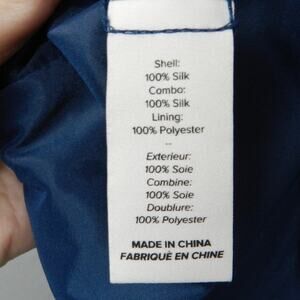 Shell:
100% Silk
Combo:
100% Silk
Lining:
100% Polyester
--
Exterieur:
100% Soie
Combine:
100% Soie
Doublure:
100% Polyester
MADE IN CHINA
FABRIQUÉ EN CHINE